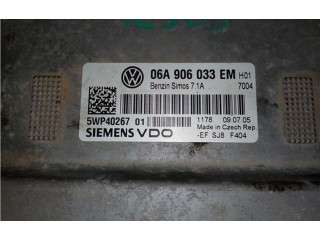 06A 906 033 EM H01
Benzin Simos 7.1A 7004
5WP40267 01
1178 09.07.05
Made in Czech Rep.
SIEMENS VDO
-EF SJ8 F404